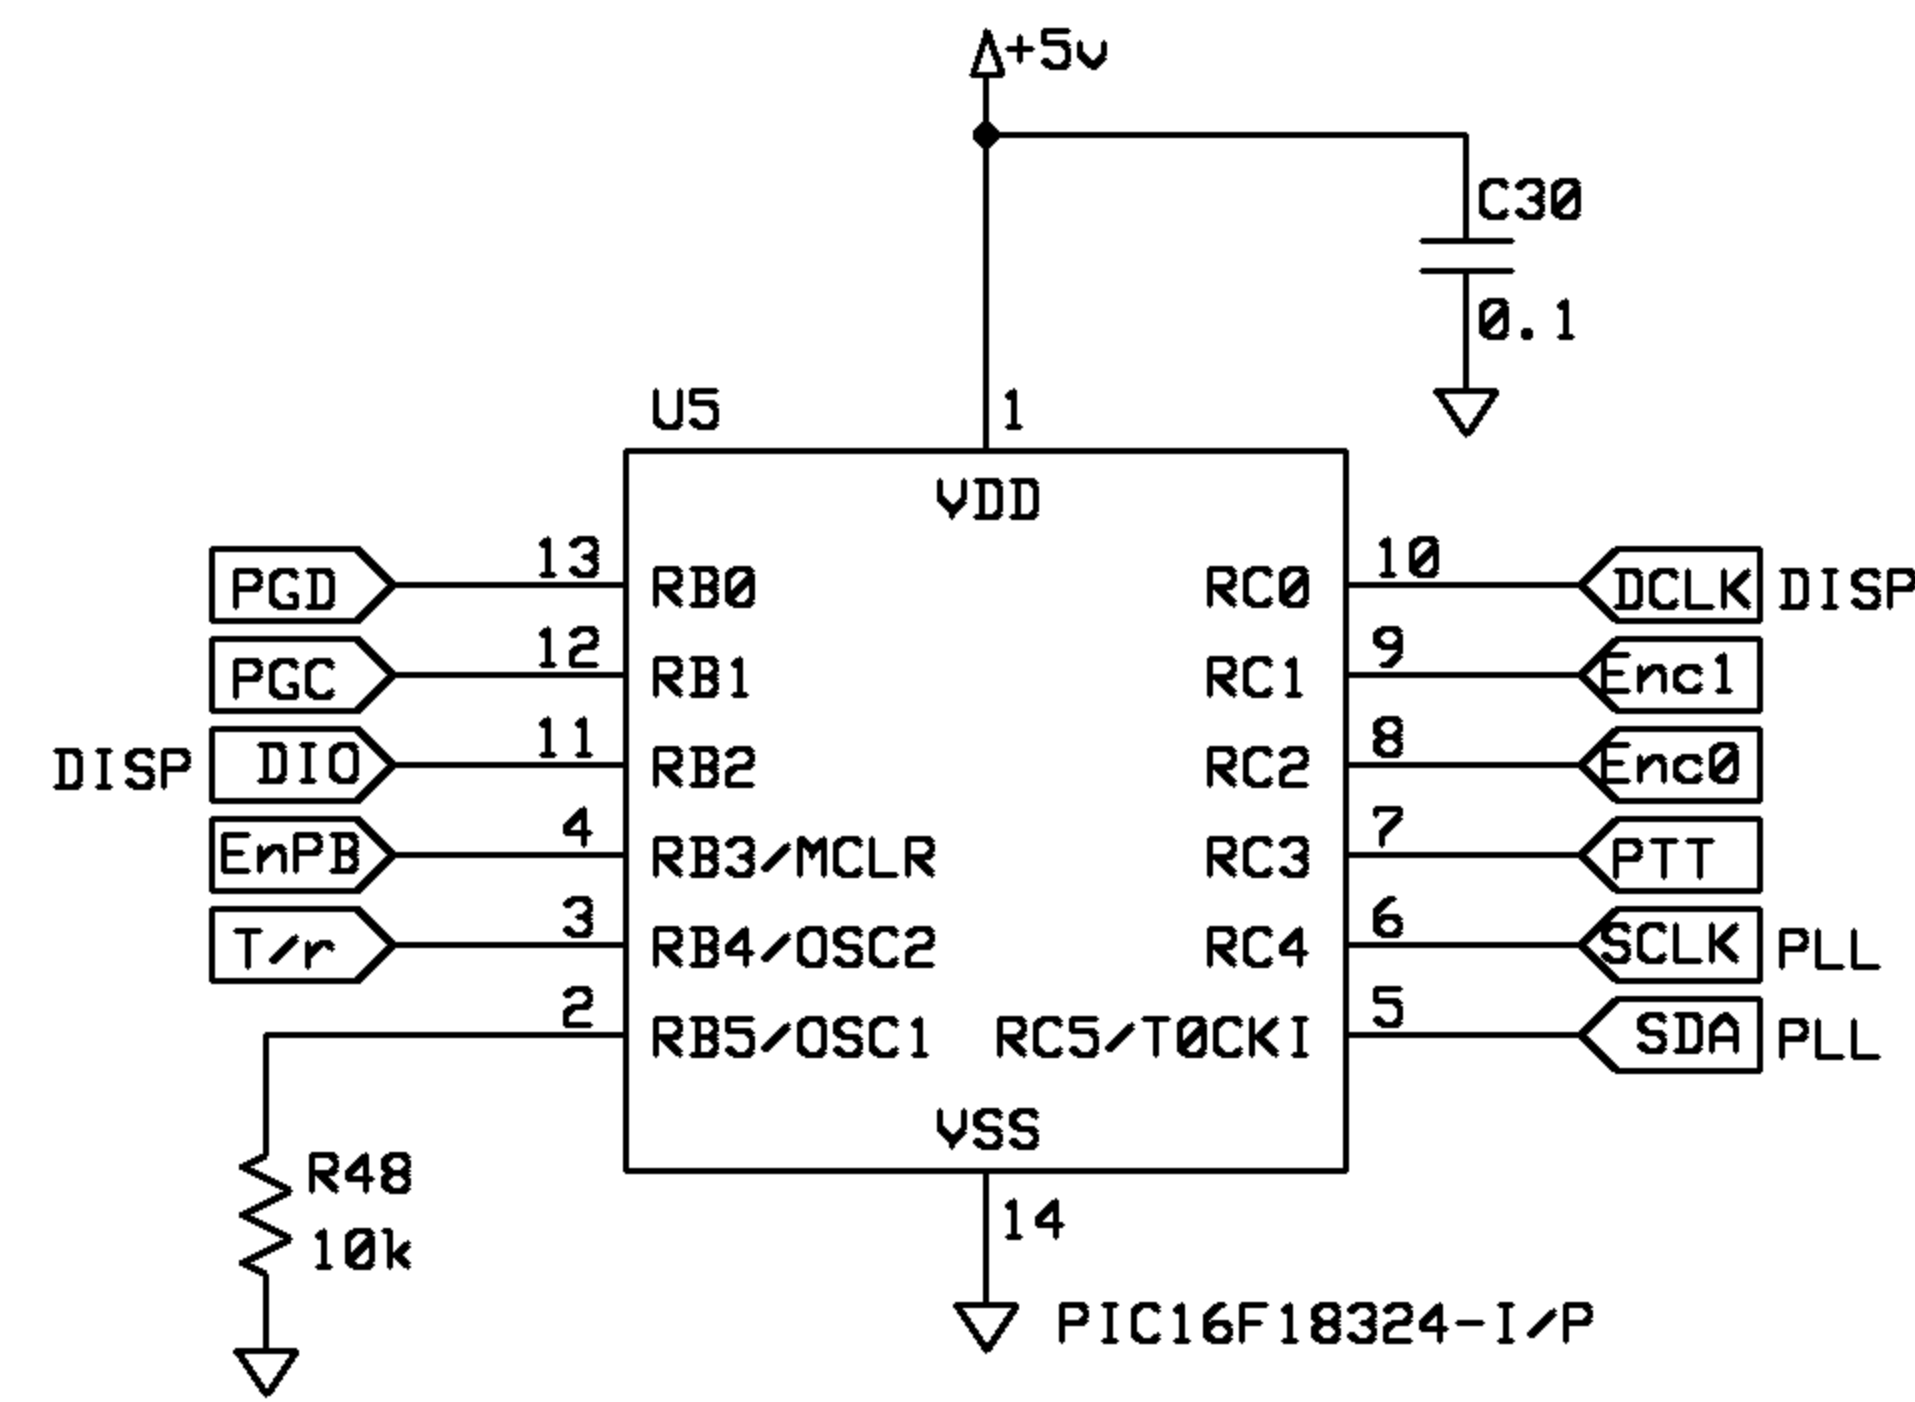 +5v
C30
0.1
U5 1
VDD
PGD 13 RB0 RC0 10 DCLK DISP
PGC 12 RB1 RC1 9 Enc1
DISP DIO 11 RB2 RC2 8 Enc0
EnPB 4 RB3/MCLR RC3 7 PTT
T/r 3 RB4/OSC2 RC4 6 SCLK PLL
2 RB5/OSC1 RC5/T0CKI 5 SDA PLL
VSS
R48
10k
14
PIC16F18324-I/P